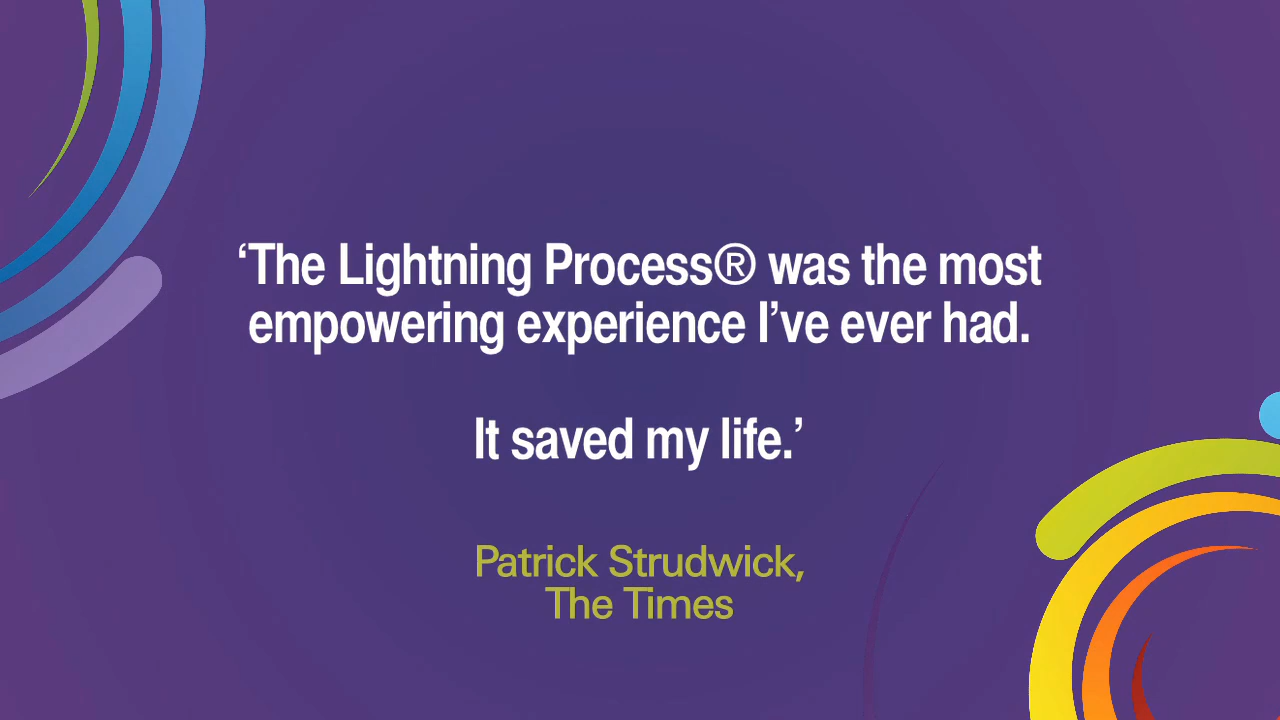 ‘The Lightning Process® was the most
empowering experience I’ve ever had.
It saved my life.’
Patrick Strudwick,
The Times